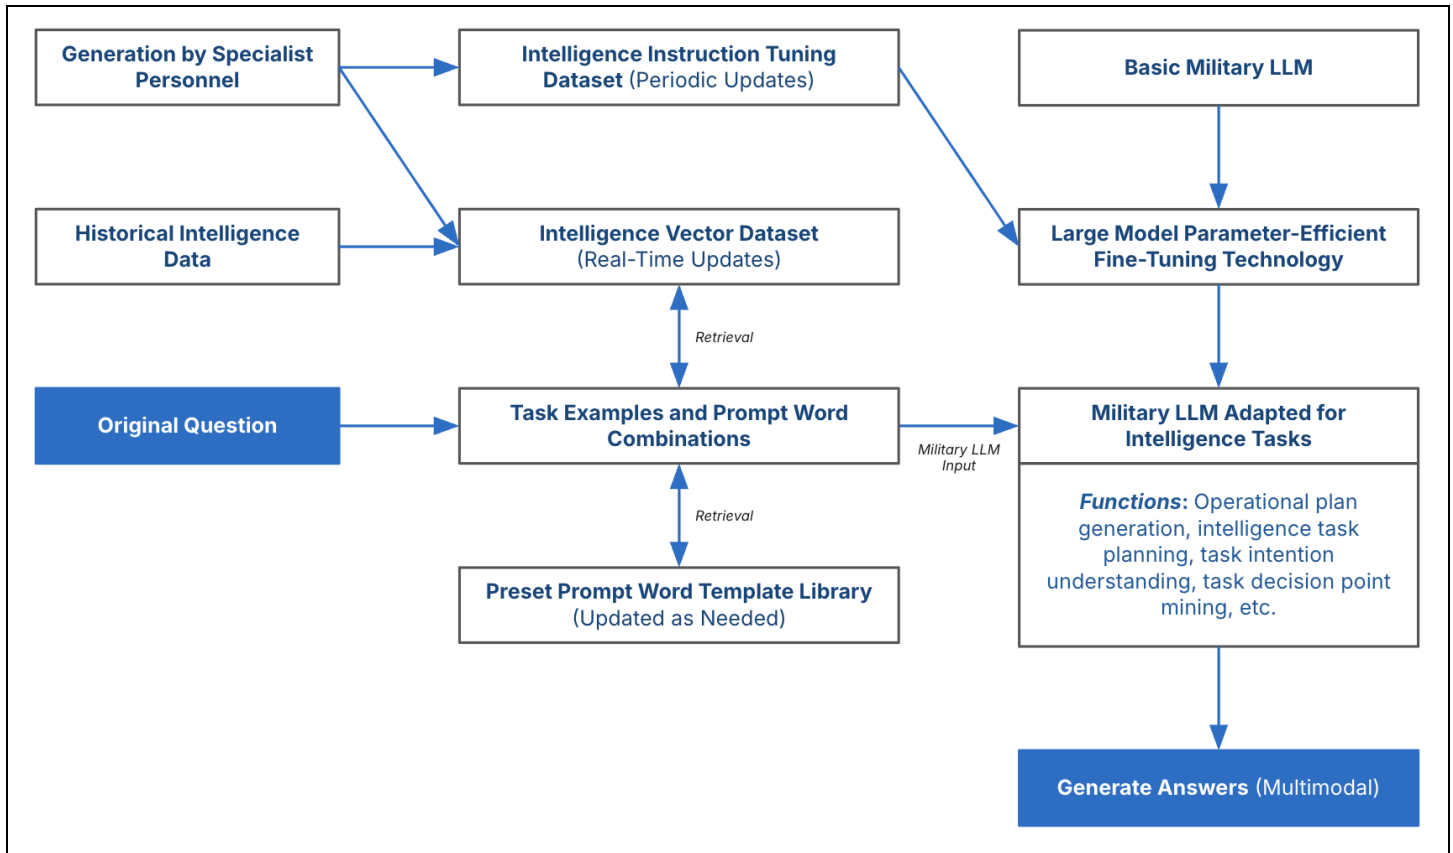 Generation by Specialist
Personnel
Intelligence Instruction Tuning
Dataset (Periodic Updates)
Basic Military LLM
Historical Intelligence
Data
Intelligence Vector Dataset
(Real-Time Updates)
Large Model Parameter-Efficient
Fine-Tuning Technology
Retrieval
Original Question
Task Examples and Prompt Word
Combinations
Military LLM
Input
Military LLM Adapted for
Intelligence Tasks
Functions: Operational plan
generation, intelligence task
planning, task intention
understanding, task decision point
mining, etc.
Retrieval
Preset Prompt Word Template Library
(Updated as Needed)
Generate Answers (Multimodal)